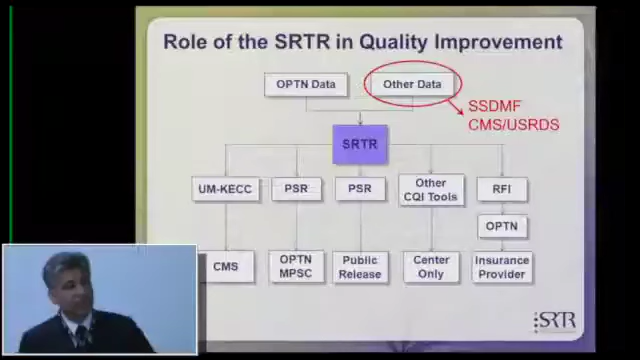 Role of the SRTR in Quality Improvement
OPTN Data
Other Data
SSDMF
CMS/USRDS
SRTR
UM-KECC
PSR
PSR
Other
CQI Tools
RFI
OPTN
CMS
OPTN
MPSC
Public
Release
Center
Only
Insurance
Provider
SRTR